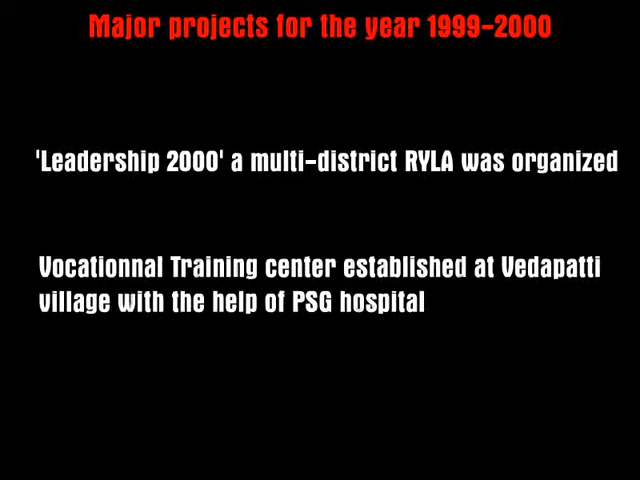 Major projects for the year 1999-2000
'Leadership 2000' a multi-district RYLA was organized
Vocationnal Training center established at Vedapatti
village with the help of PSG hospital